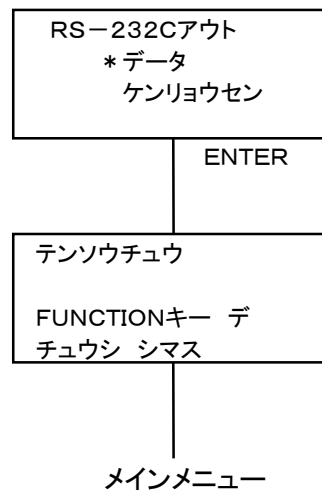 RS－232Cアウト
＊データ
ケンリョウセン
ENTER
テンソウチュウ
FUNCTIONキー　デ
チュウシ　シマス
メインメニュー